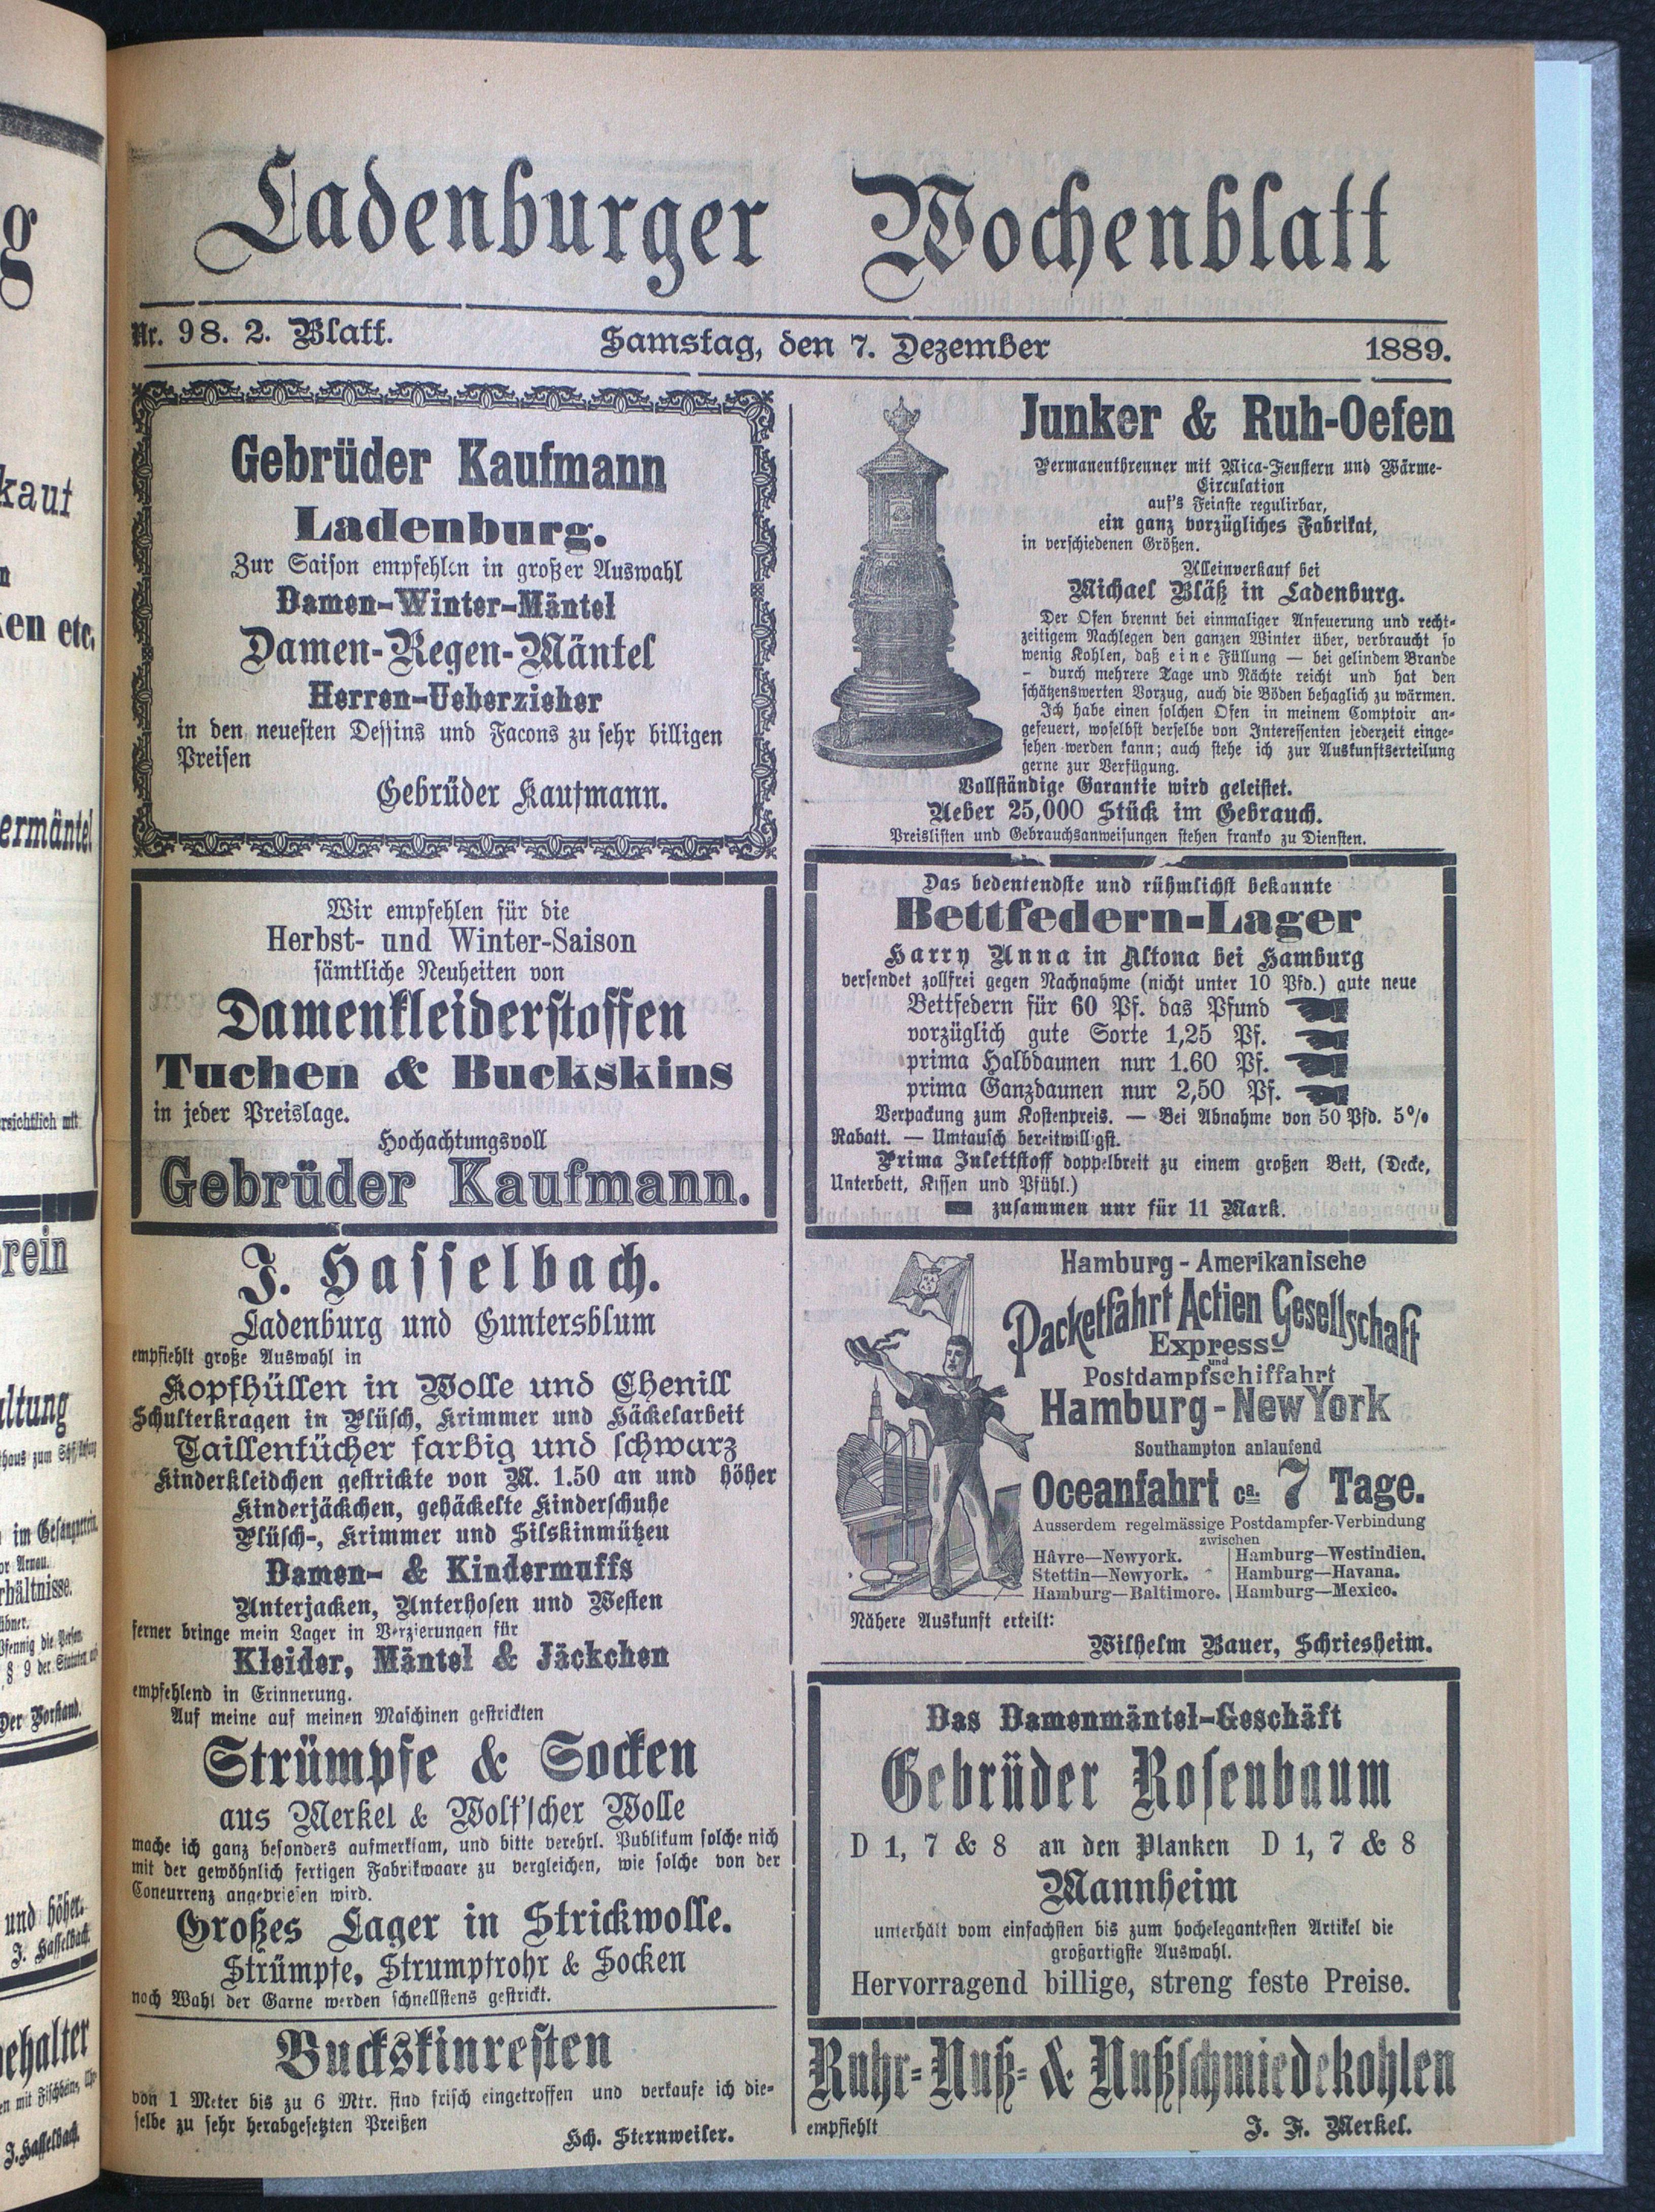 Ladenburger Wochenblatt
Nr. 98. 2. Blatt. Samstag, den 7. Dezember 1889.
Gebrüder Kaufmann
Ladenburg.
Zur Saison empfehlen in großer Auswahl
Damen-Winter-Mäntel
Damen-Regen-Mäntel
Herren-Ueberzieher
in den neuesten Dessins und Facons zu sehr billigen
Preisen
Gebrüder Kaufmann.
Wir empfehlen für die
Herbst- und Winter-Saison
sämtliche Neuheiten von
Damenkleiderstoffen
Tuchen & Buckskins
in jeder Preislage.
Hochachtungsvoll
Gebrüder Kaufmann.
J. Hasselbach.
Ladenburg und Guntersblum
empfiehlt große Auswahl in
Kopfhüllen in Wolle und Chenill
Schulterkragen in Plüsch, Krimmer und Häckelarbeit
Taillentücher farbig und schwarz
Kinderkleidchen gestrickte von M. 1.50 an und höher
Kinderjäckchen, gehäckelte Kinderschuhe
Plüsch-, Krimmer und Silskinmützen
Damen- & Kindermuffs
Unterjacken, Unterhosen und Westen
ferner bringe mein Lager in Verzierungen für
Kleider, Mäntel & Jäckchen
empfehlend in Erinnerung.
Auf meine auf meinen Maschinen gestrickten
Strümpfe & Socken
aus Merkel & Wolf'scher Wolle
mache ich ganz besonders aufmerksam, und bitte verehrl. Publikum solche nich
mit der gewöhnlich fertigen Fabrikwaare zu vergleichen, wie solche von der
Concurrenz angepriesen wird.
Großes Lager in Strickwolle.
Strümpfe, Strumpfrohr & Socken
noch Wahl der Garne werden schnellstens gestrickt.
Buckskinresten
von 1 Meter bis zu 6 Mtr. sind frisch eingetroffen und verkaufe ich die-
selbe zu sehr herabgesetzten Preißen
Hch. Sternweiler.
Junker & Ruh-Oefen
Permanentbrenner mit Mica-Fenstern und Wärme-
Circulation
auf's Feinste regulirbar,
ein ganz vorzügliches Fabrikat,
in verschiedenen Größen.
Alleinverkauf bei
Michael Bläß in Ladenburg.
Der Ofen brennt bei einmaliger Anfeuerung und recht-
zeitigem Nachlegen den ganzen Winter über, verbraucht so
wenig Kohlen, daß eine Füllung — bei gelindem Brande
– durch mehrere Tage und Nächte reicht und hat den
schätzenswerten Vorzug, auch die Böden behaglich zu wärmen.
Ich habe einen solchen Ofen in meinem Comptoir an-
gefeuert, woselbst derselbe von Interessenten jederzeit einge-
sehen werden kann; auch stehe ich zur Auskunftserteilung
gerne zur Verfügung.
Vollständige Garantie wird geleistet.
Ueber 25,000 Stück im Gebrauch.
Preislisten und Gebrauchsanweisungen stehen franko zu Diensten.
Das bedeutendste und rühmlichst bekannte
Bettfedern-Lager
Harry Unna in Altona bei Hamburg
versendet zollfrei gegen Nachnahme (nicht unter 10 Pfd.) gute neue
Bettfedern für 60 Pf. das Pfund
vorzüglich gute Sorte 1,25 Pf.
prima Halbdaunen nur 1.60 Pf.
prima Ganzdaunen nur 2,50 Pf.
Verpackung zum Kostenpreis. — Bei Abnahme von 50 Pfd. 5%
Rabatt. — Umtausch bereitwilligst.
Prima Inlettstoff doppelbreit zu einem großen Bett, (Decke,
Unterbett, Kissen und Pfühl.)
zusammen nur für 11 Mark.
Hamburg-Amerikanische
Packetfahrt Actien Gesellschaft
Express-
und
Postdampfschiffahrt
Hamburg-NewYork
Southampton anlaufend
Oceanfahrt ca. 7 Tage.
Ausserdem regelmässige Postdampfer-Verbindung
zwischen
Hâvre—Newyork. Hamburg—Westindien.
Stettin—Newyork. Hamburg—Havana.
Hamburg—Baltimore. Hamburg—Mexico.
Nähere Auskunft erteilt:
Wilhelm Bauer, Schriesheim.
Das Damenmäntel-Geschäft
Gebrüder Rosenbaum
D 1, 7 & 8 an den Planken D 1, 7 & 8
Mannheim
unterhält vom einfachsten bis zum hochelegantesten Artikel die
großartigste Auswahl.
Hervorragend billige, streng feste Preise.
Ruhr-Nuß- & Nußschmiedekohlen
empfiehlt
J. F. Merkel.